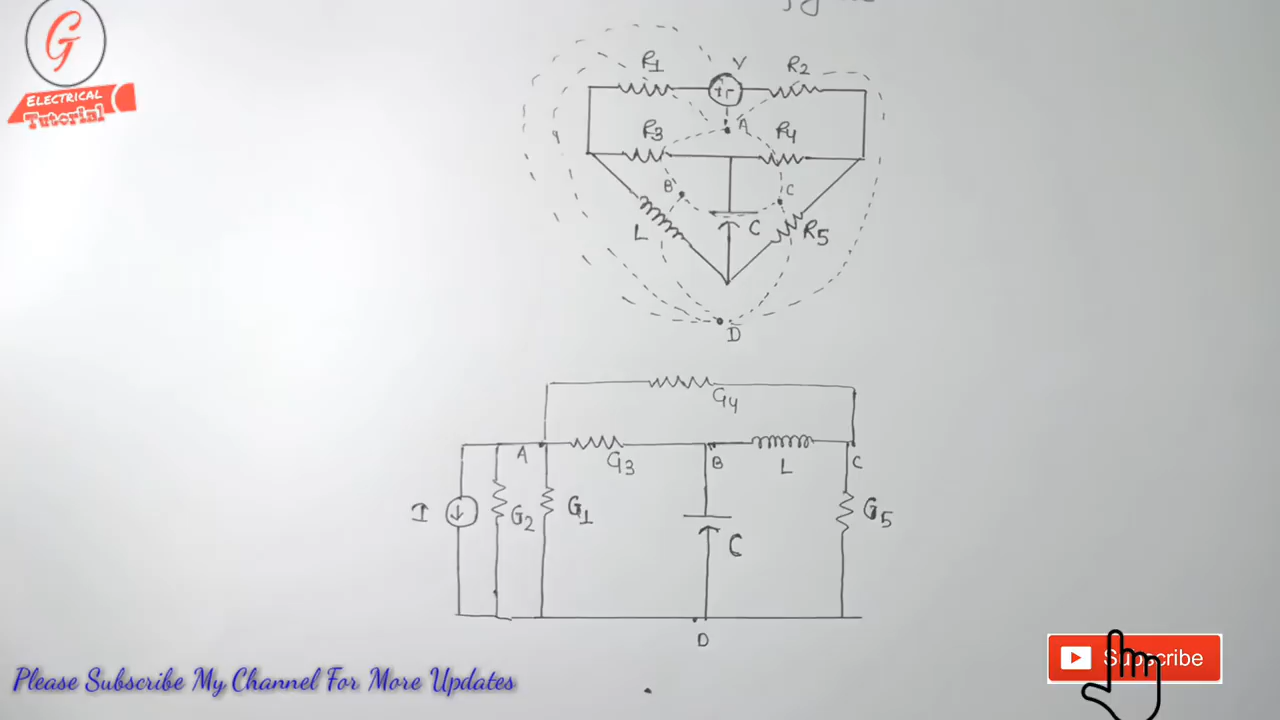 G
ELECTRICAL
Tutorial
R1
V
R2
+-
A
R3
R4
B
C
L
C
R5
D
G4
A
G3
B
L
C
I
G2
G1
G5
C
D
Please Subscribe My Channel For More Updates
Subscribe